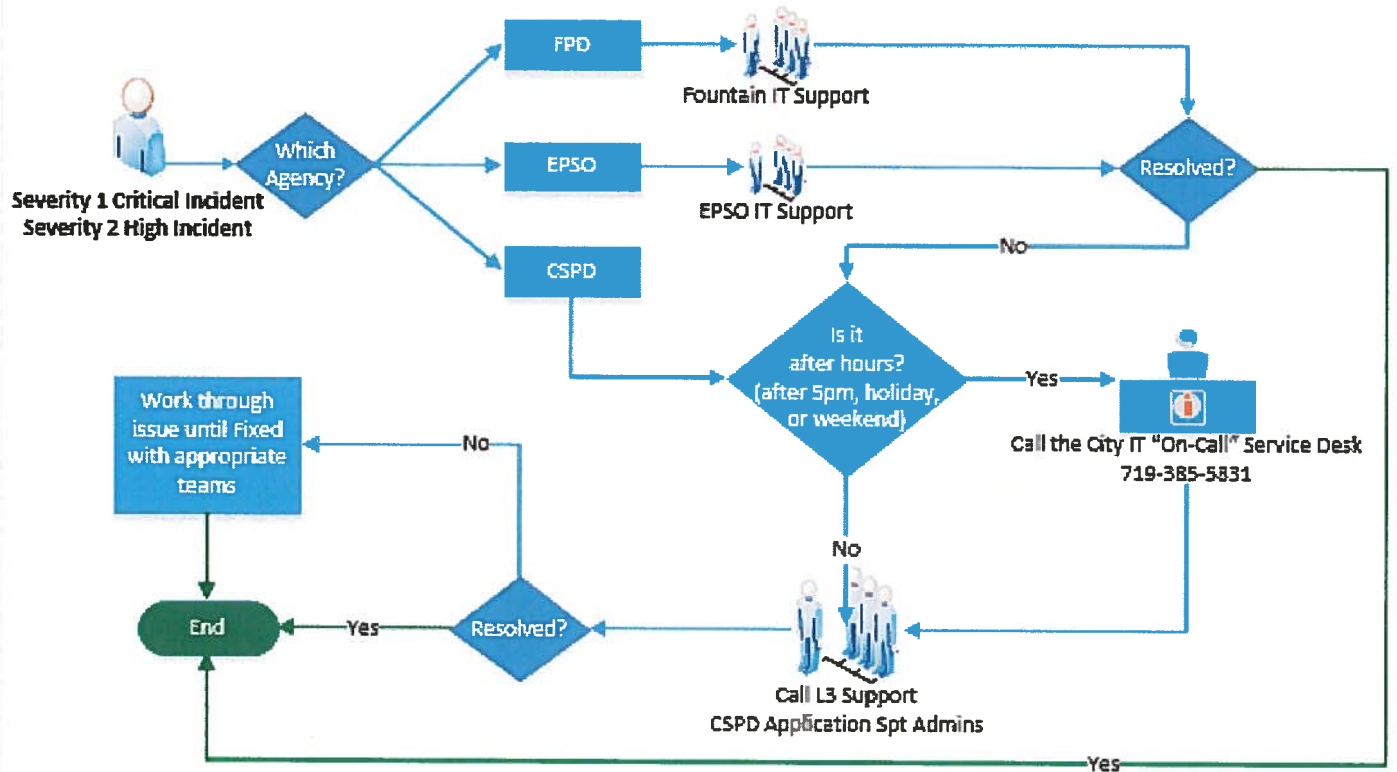 FPD
Fountain IT Support
Which
Agency?
EPSO
Resolved?
Severity 1 Critical Incident
Severity 2 High Incident
EPSO IT Support
No
CSPD
Is it
after hours?
(after 5pm, holiday,
or weekend)
Yes
Call the City IT "On-Call" Service Desk
719-385-5831
Work through
issue until Fixed
with appropriate
teams
No
No
End
Yes
Resolved?
Call L3 Support
CSPD Application Spt Admins
Yes